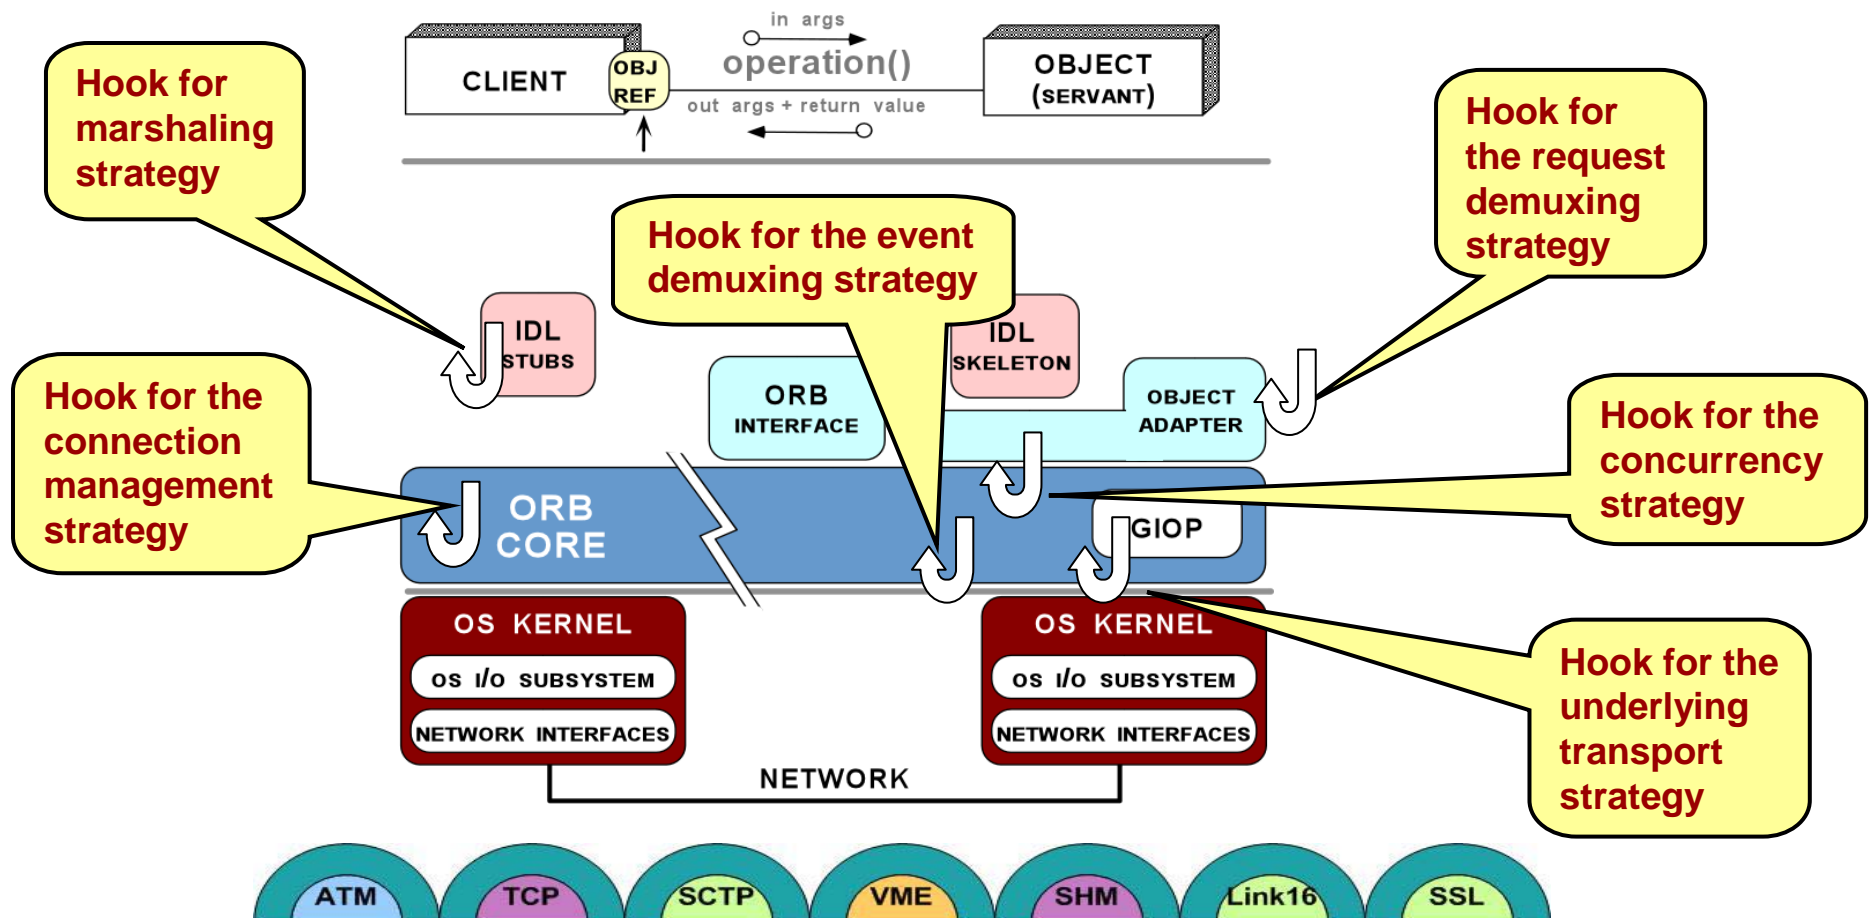 in args
operation()
out args + return value
CLIENT
OBJ
REF
OBJECT
(SERVANT)
Hook for
marshaling
strategy
Hook for
the request
demuxing
strategy
Hook for the event
demuxing strategy
IDL
STUBS
IDL
SKELETON
ORB
INTERFACE
OBJECT
ADAPTER
Hook for the
connection
management
strategy
Hook for the
concurrency
strategy
ORB
CORE
GIOP
OS KERNEL
OS I/O SUBSYSTEM
NETWORK INTERFACES
OS KERNEL
OS I/O SUBSYSTEM
NETWORK INTERFACES
Hook for the
underlying
transport
strategy
NETWORK
ATM
TCP
SCTP
VME
SHM
Link16
SSL